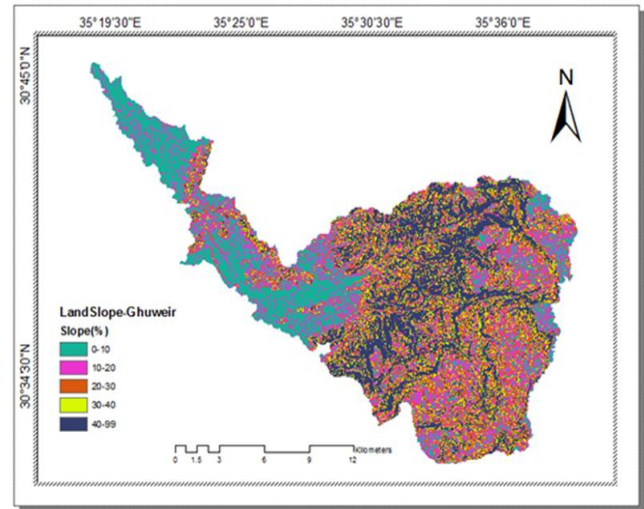 35°19'30"E 35°25'0"E 35°30'30"E 35°36'0"E
30°45'0"N
N
30°34'30"N
LandSlope-Ghuweir
Slope(%)
0-10
10-20
20-30
30-40
40-99
Kilometers
0 1.5 3 6 9 12